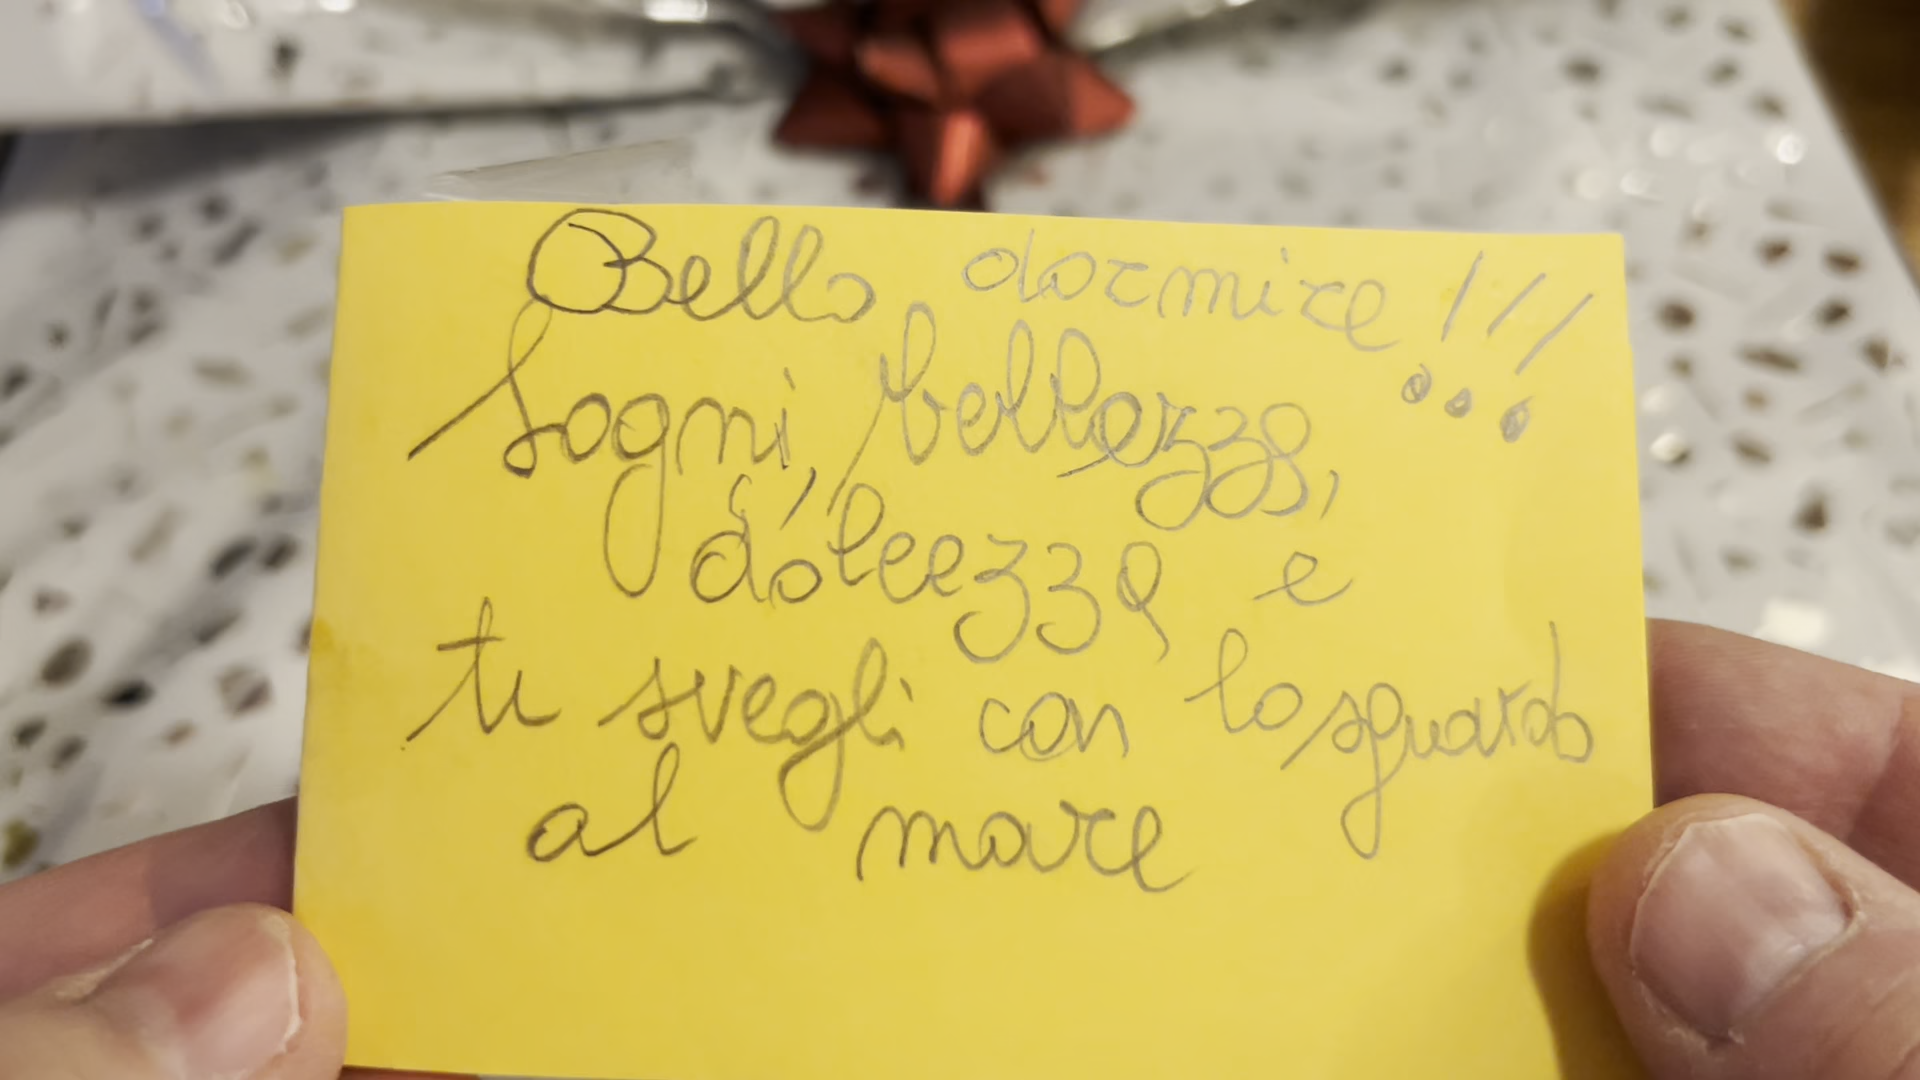 Bello dormire!!!
Sogni, bellezza,
dolcezza e
ti svegli con lo sguardo
al mare